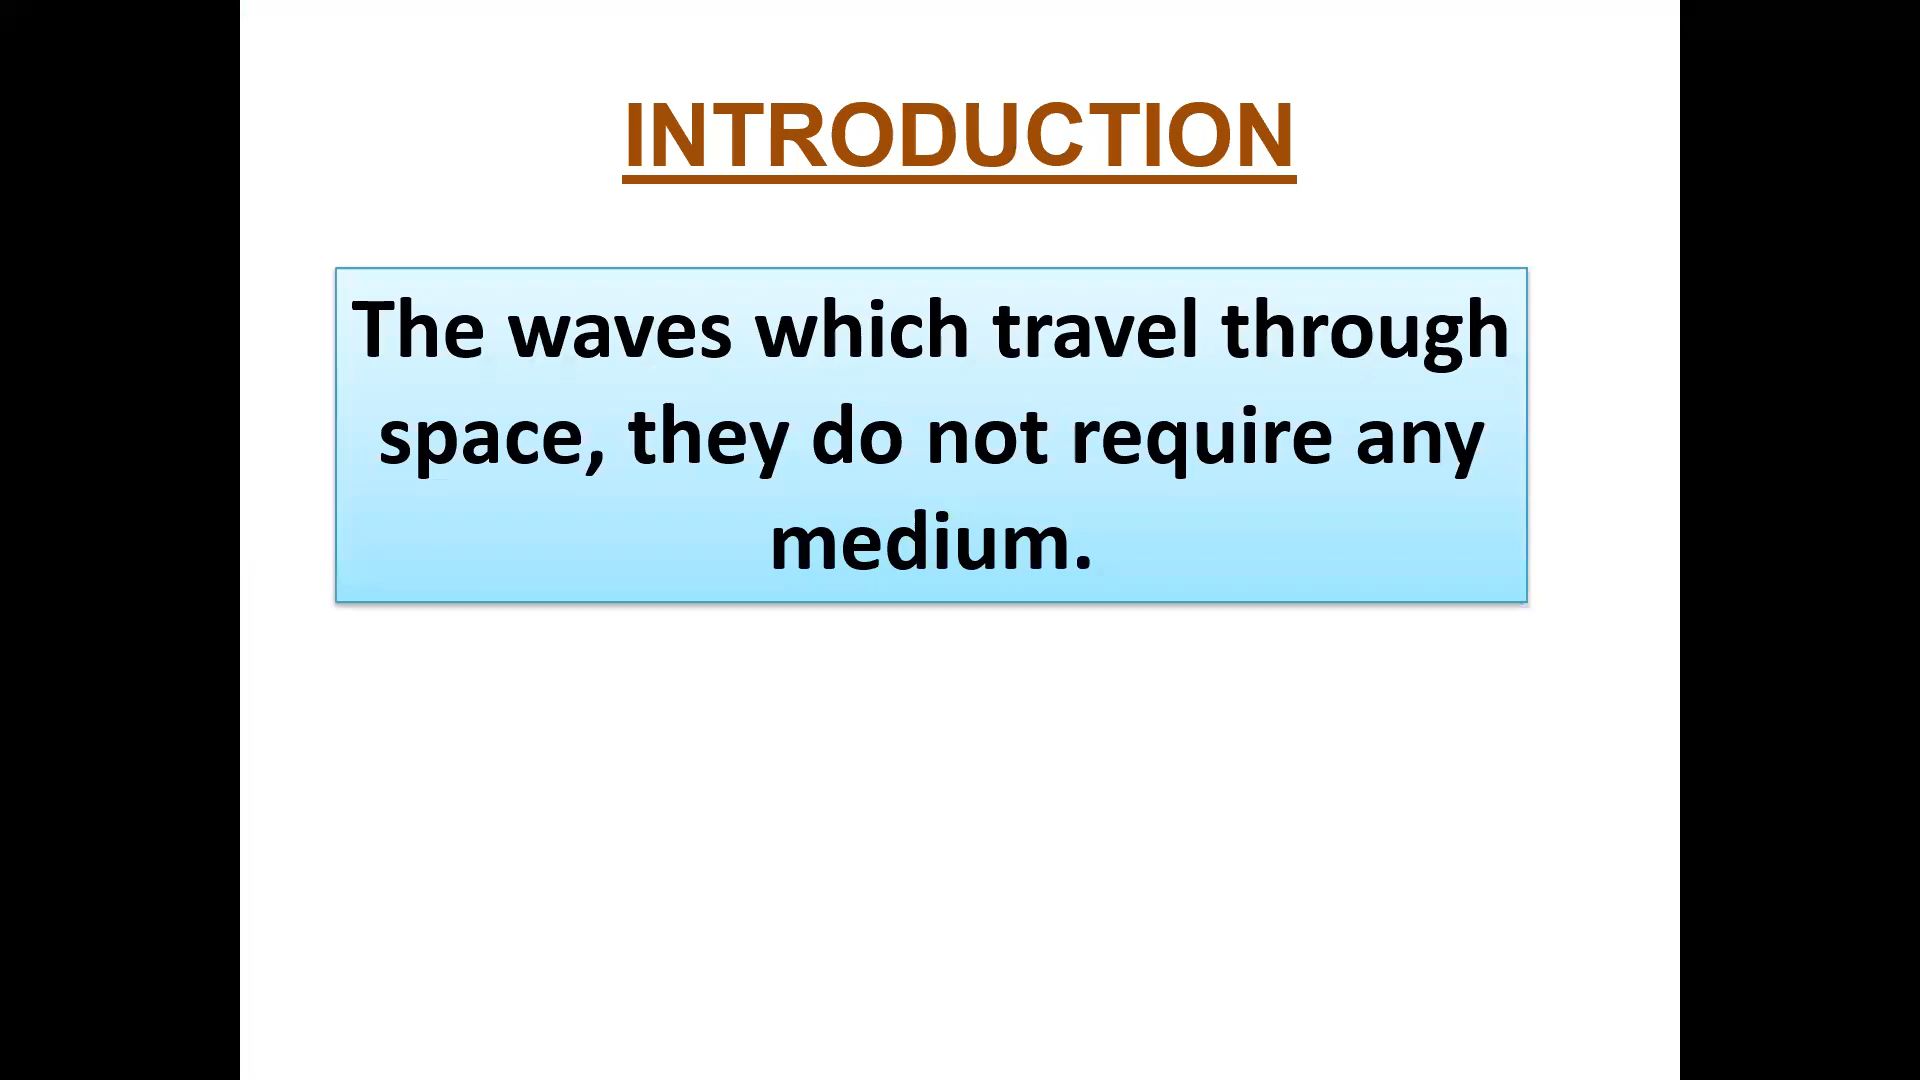 INTRODUCTION
The waves which travel through
space, they do not require any
medium.